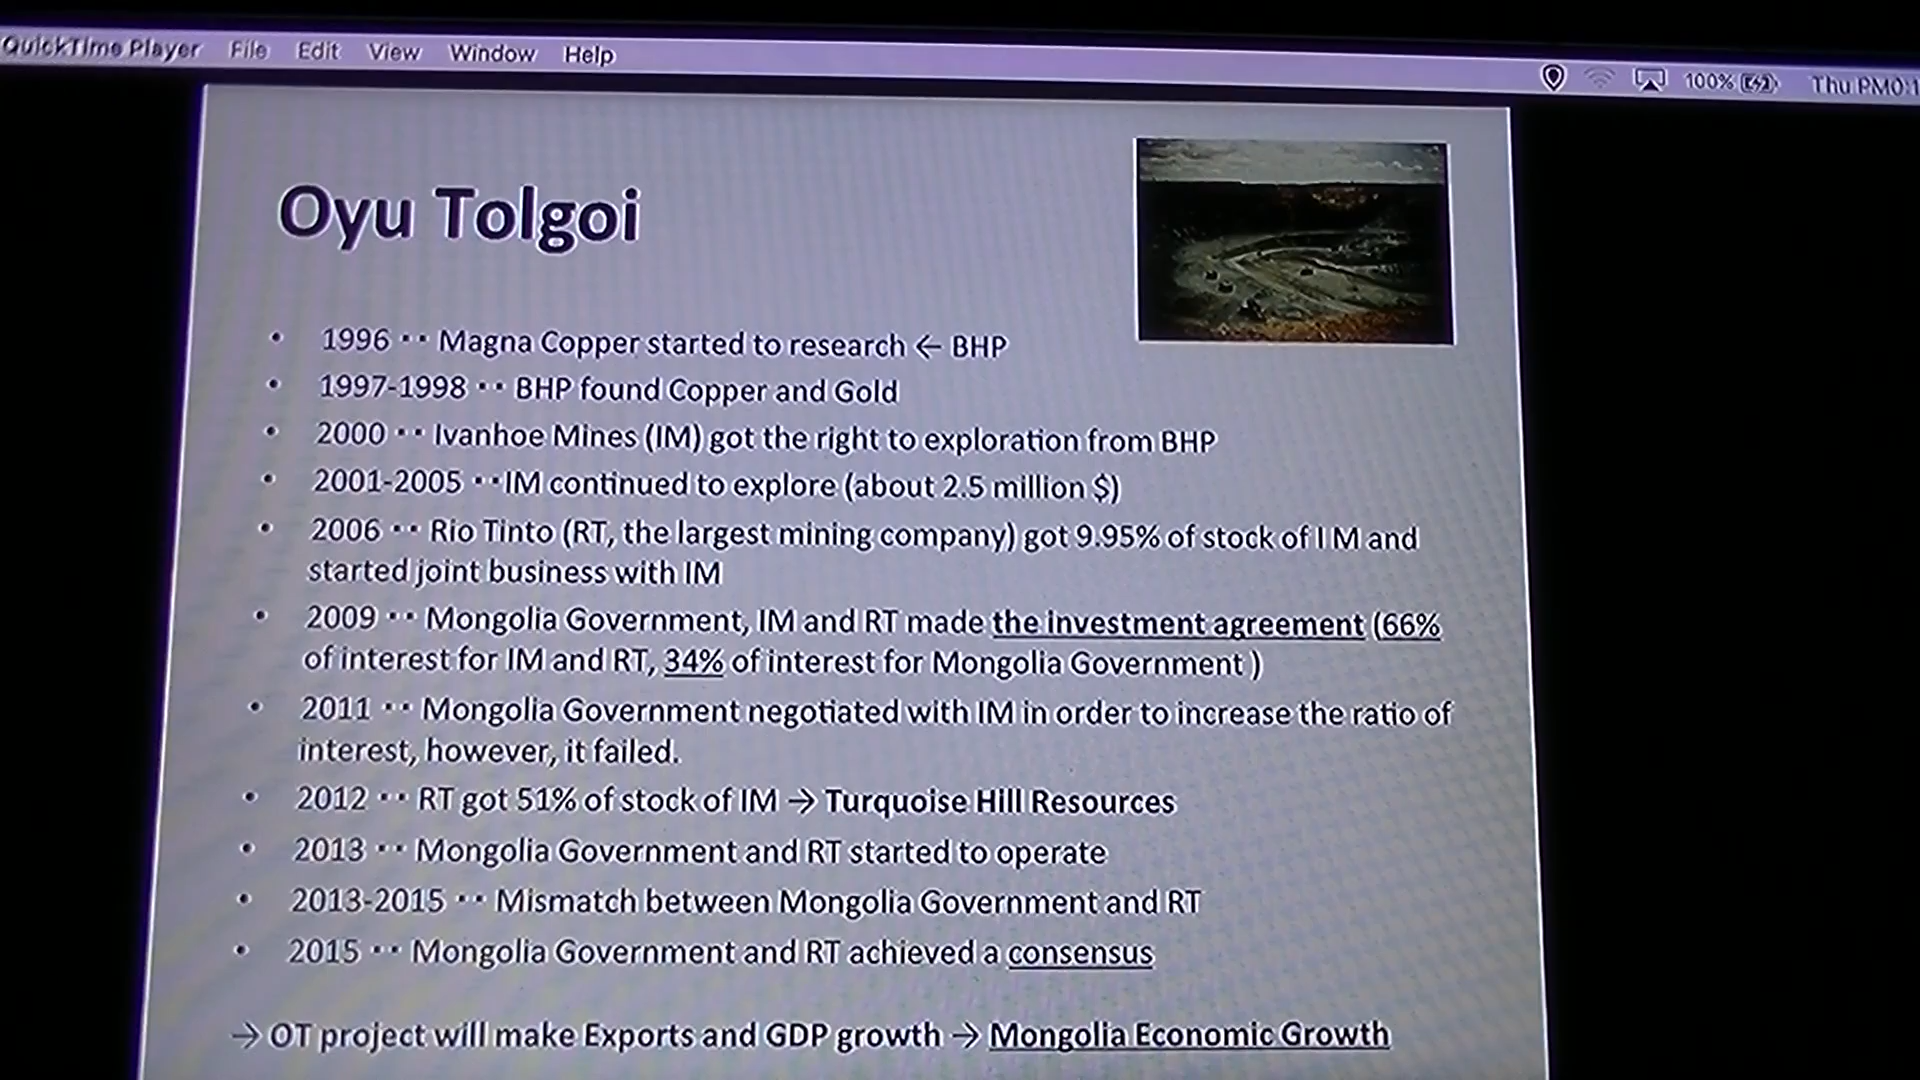 QuickTime Player File Edit View Window Help
100% Thu PM0:1
Oyu Tolgoi
• 1996 ·· Magna Copper started to research ← BHP
• 1997-1998 ·· BHP found Copper and Gold
• 2000 ·· Ivanhoe Mines (IM) got the right to exploration from BHP
• 2001-2005 ··IM continued to explore (about 2.5 million $)
• 2006 ·· Rio Tinto (RT, the largest mining company) got 9.95% of stock of I M and
started joint business with IM
• 2009 ·· Mongolia Government, IM and RT made the investment agreement (66%
of interest for IM and RT, 34% of interest for Mongolia Government )
• 2011 ·· Mongolia Government negotiated with IM in order to increase the ratio of
interest, however, it failed.
• 2012 ·· RT got 51% of stock of IM → Turquoise Hill Resources
• 2013 ·· Mongolia Government and RT started to operate
• 2013-2015 ·· Mismatch between Mongolia Government and RT
• 2015 ·· Mongolia Government and RT achieved a consensus
→ OT project will make Exports and GDP growth → Mongolia Economic Growth